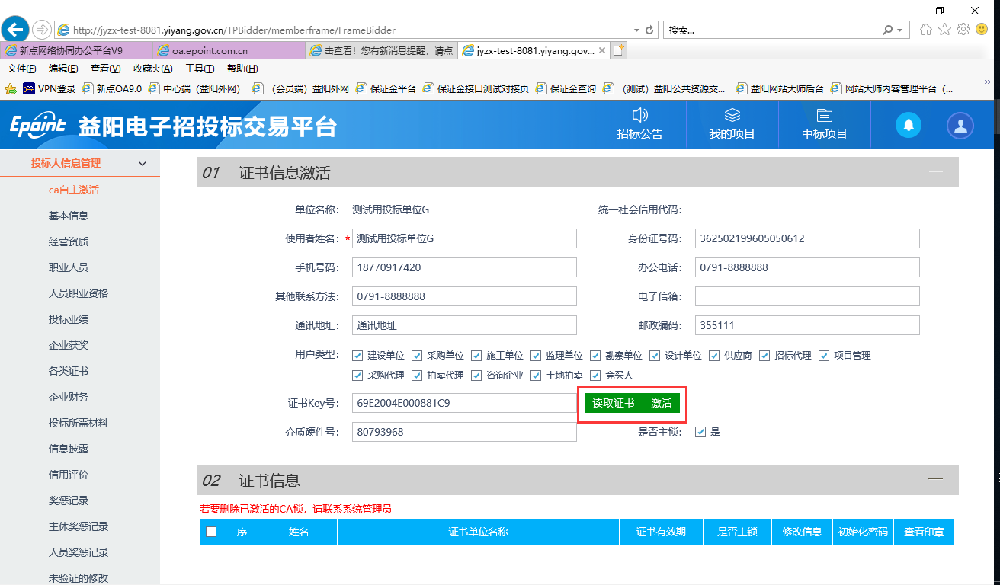 http://jyzx-test-8081.yiyang.gov.cn/TPBidder/memberframe/FrameBidder
搜索...
新点网络协同办公平台V9
oa.epoint.com.cn
击查看！您有新消息提醒，请点
jyzx-test-8081.yiyang.gov...
文件(F) 编辑(E) 查看(V) 收藏夹(A) 工具(T) 帮助(H)
VPN登录 新点OA9.0 中心端（益阳外网） （会员端）益阳外网 保证金平台 保证金接口测试对接页 保证金查询 （测试）益阳公共资源交... 益阳网站大师后台 网站大师内容管理平台（... »
Epoint 益阳电子招投标交易平台
招标公告 我的项目 中标项目
投标人信息管理
ca自主激活
基本信息
经营资质
职业人员
人员职业资格
投标业绩
企业获奖
各类证书
企业财务
投标所需材料
信息披露
信用评价
奖惩记录
主体奖惩记录
人员奖惩记录
未验证的修改
01 证书信息激活
单位名称： 测试用投标单位G 统一社会信用代码：
使用者姓名：* 测试用投标单位G 身份证号码： 362502199605050612
手机号码： 18770917420 办公电话： 0791-8888888
其他联系方法： 0791-8888888 电子信箱：
通讯地址： 通讯地址 邮政编码： 355111
用户类型： 建设单位 采购单位 施工单位 监理单位 勘察单位 设计单位 供应商 招标代理 项目管理
采购代理 拍卖代理 咨询企业 土地拍卖 竞买人
证书Key号： 69E2004E000881C9 读取证书 激活
介质硬件号： 80793968 是否主锁： 是
02 证书信息
若要删除已激活的CA锁，请联系系统管理员
序 姓名 证书单位名称 证书有效期 是否主锁 修改信息 初始化密码 查看印章